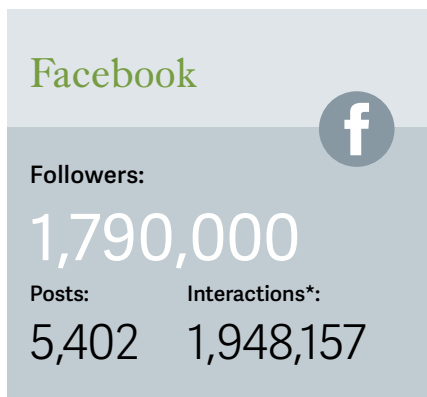 Facebook
f
Followers:
1,790,000
Posts: Interactions*:
5,402 1,948,157